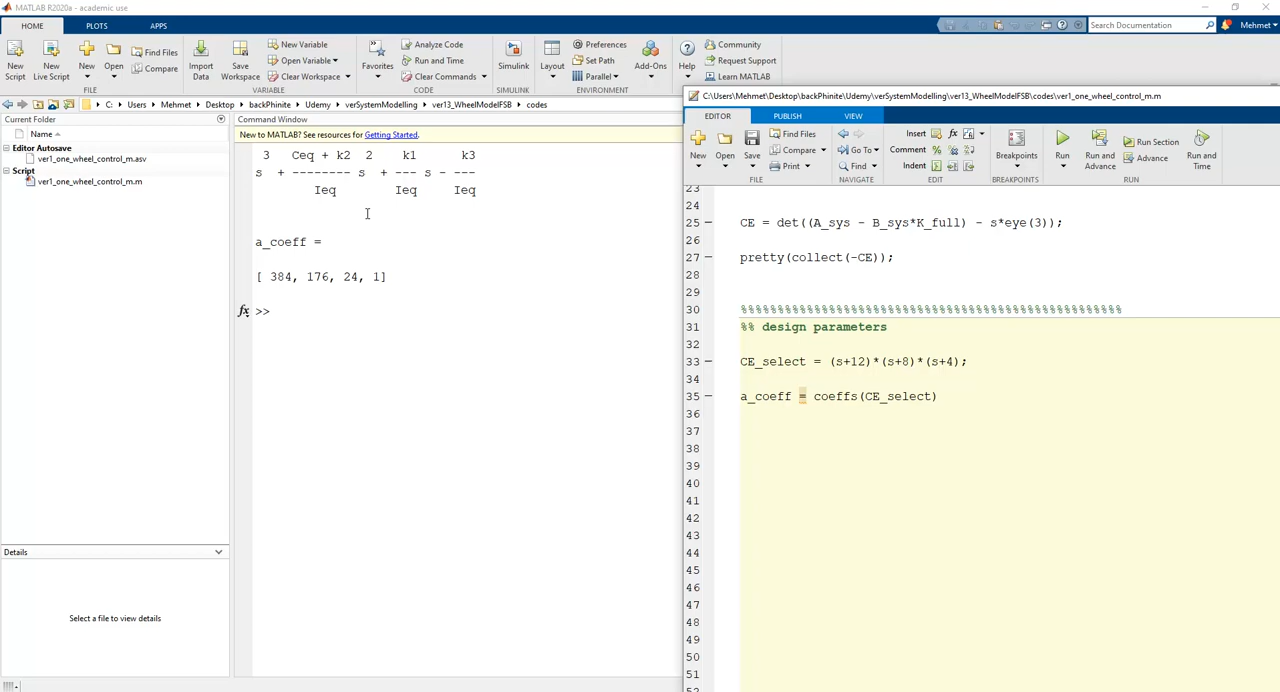 MATLAB R2020a - academic use
HOME PLOTS APPS
Search Documentation Mehmet
New Script New Live Script New Open Find Files Compare Import Data Save Workspace New Variable Open Variable Clear Workspace Favorites Analyze Code Run and Time Clear Commands Simulink Layout Preferences Set Path Parallel Add-Ons Help Community Request Support Learn MATLAB
FILE VARIABLE CODE SIMULINK ENVIRONMENT RESOURCES
C: Users Mehmet Desktop backPhinite Udemy verSystemModelling ver13_WheelModelFSB codes
Current Folder
Name
Editor Autosave
ver1_one_wheel_control_m.asv
Script
ver1_one_wheel_control_m.m
Details
Select a file to view details
Command Window
New to MATLAB? See resources for Getting Started.
3 Ceq + k2 2 k1 k3
s + -------- s + --- s - ---
Ieq Ieq Ieq
a_coeff =
[ 384, 176, 24, 1]
fx >>
C:\Users\Mehmet\Desktop\backPhinite\Udemy\verSystemModelling\ver13_WheelModelFSB\codes\ver1_one_wheel_control_m.m
EDITOR PUBLISH VIEW
New Open Save Find Files Compare Print Go To Find Insert Comment Indent Breakpoints Run Run and Advance Run Section Advance Run and Time
FILE NAVIGATE EDIT BREAKPOINTS RUN
23
24
25 CE = det((A_sys - B_sys*K_full) - s*eye(3));
26
27 pretty(collect(-CE));
28
29
30 %%%%%%%%%%%%%%%%%%%%%%%%%%%%%%%%%%%%%%%%%%%%%%%%%%%%
31 %% design parameters
32
33 CE_select = (s+12)*(s+8)*(s+4);
34
35 a_coeff = coeffs(CE_select)
36
37
38
39
40
41
42
43
44
45
46
47
48
49
50
51
52